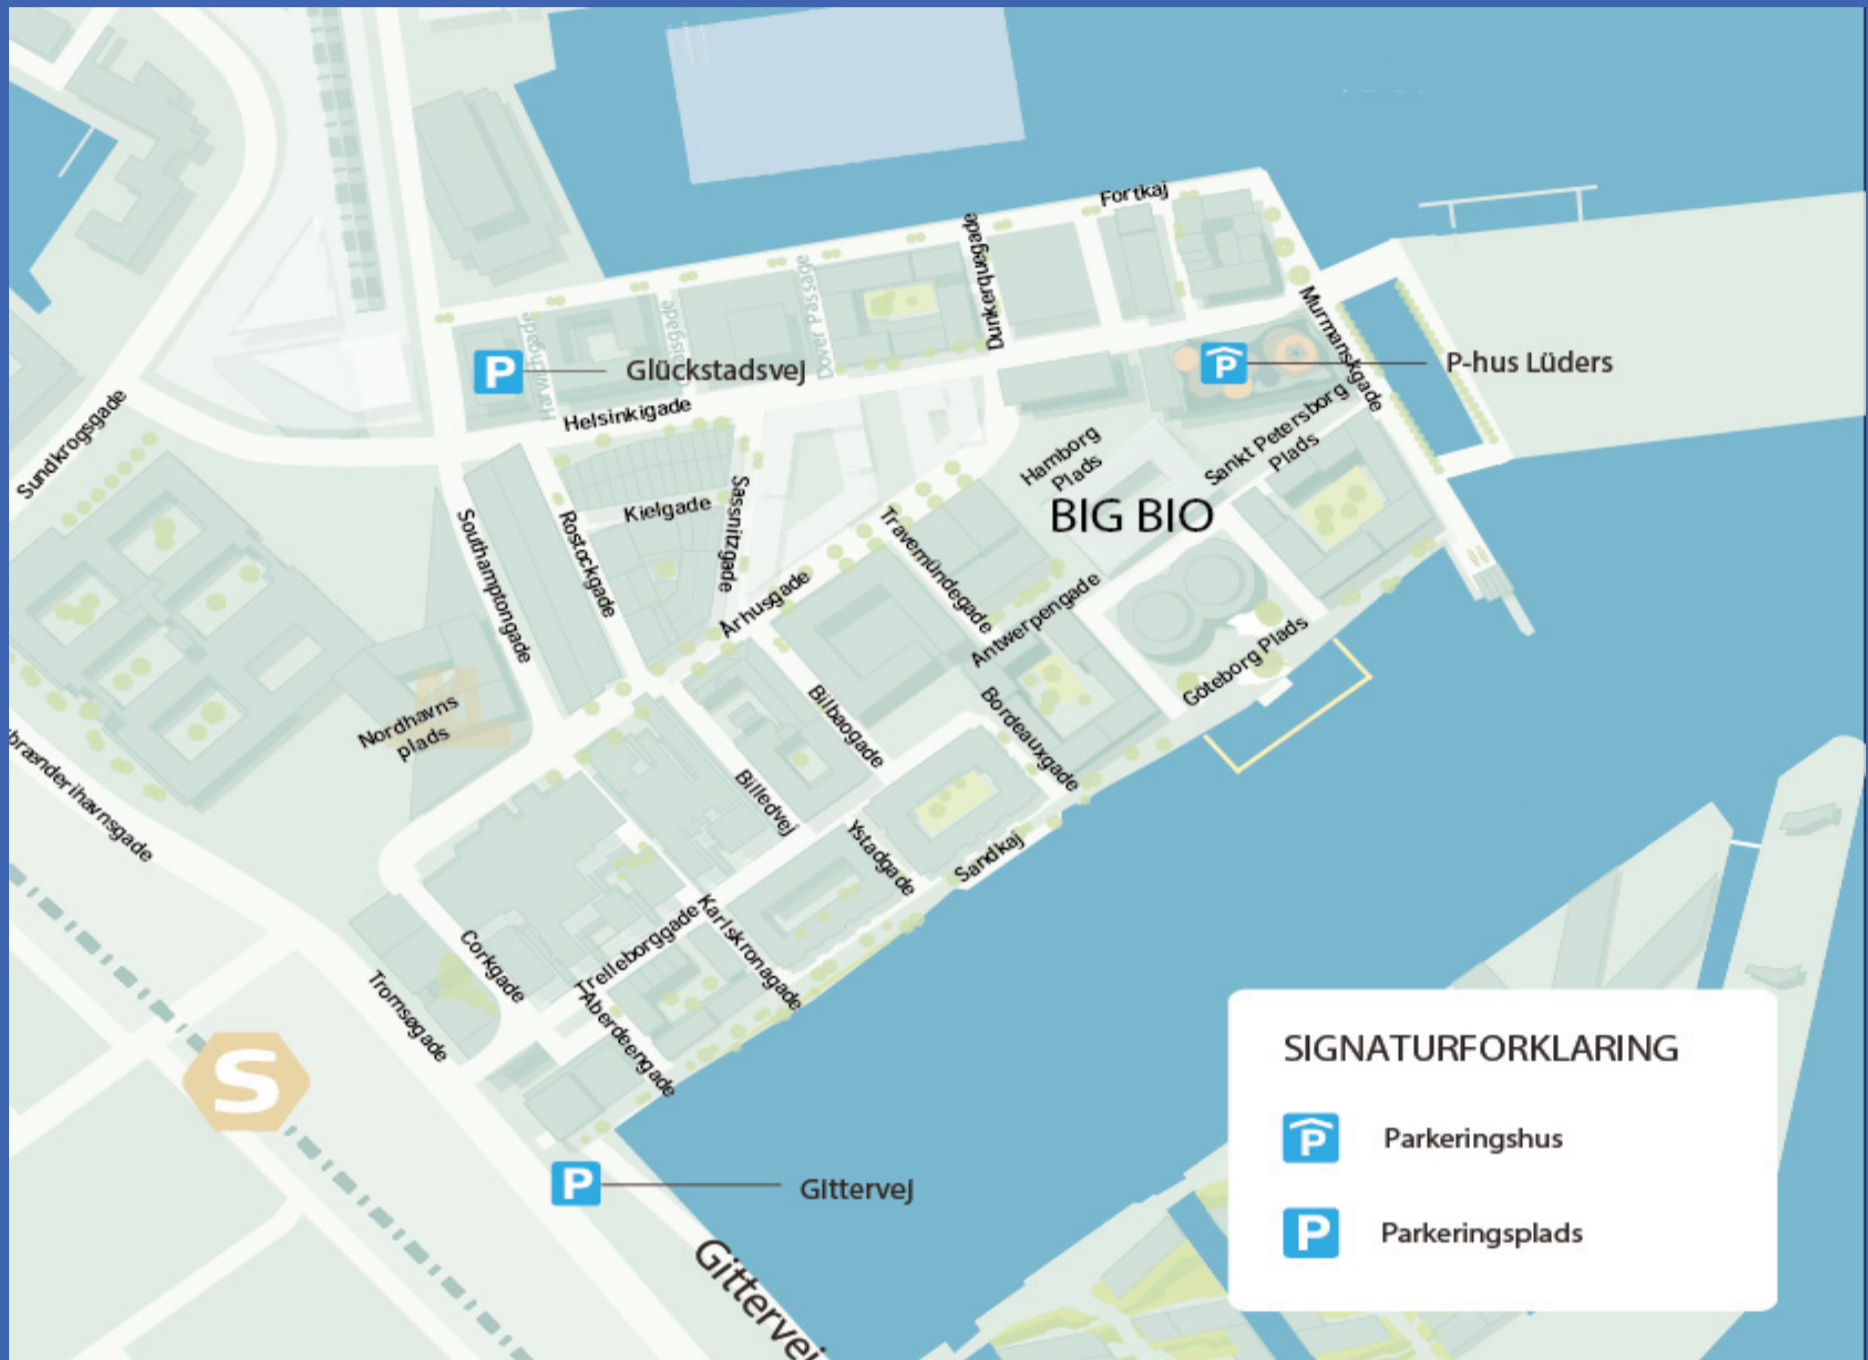 Fortkaj
Dunkerquegade
Murmanskgade
Harwichgade
Dover Passage
P
Glückstadsvej
P
P-hus Lüders
Helsinkigade
Sundkrogsgade
Hamborg
Plads
Sankt Petersborg
Plads
BIG BIO
Kielgade
Sassnitzgade
Southamptongade
Rostockgade
Travemündegade
Århusgade
Antwerpengade
Göteborg Plads
M
Nordhavns
plads
Bilbaogade
Bordeauxgade
Billedvej
Ystadgade
Sandkaj
brænderihavnsgade
Karlskronagade
Trelleborggade
Corkgade
Tromsøgade
Aberdeengade
S
P
Gittervej
Gittervej
SIGNATURFORKLARING
P
Parkeringshus
P
Parkeringsplads